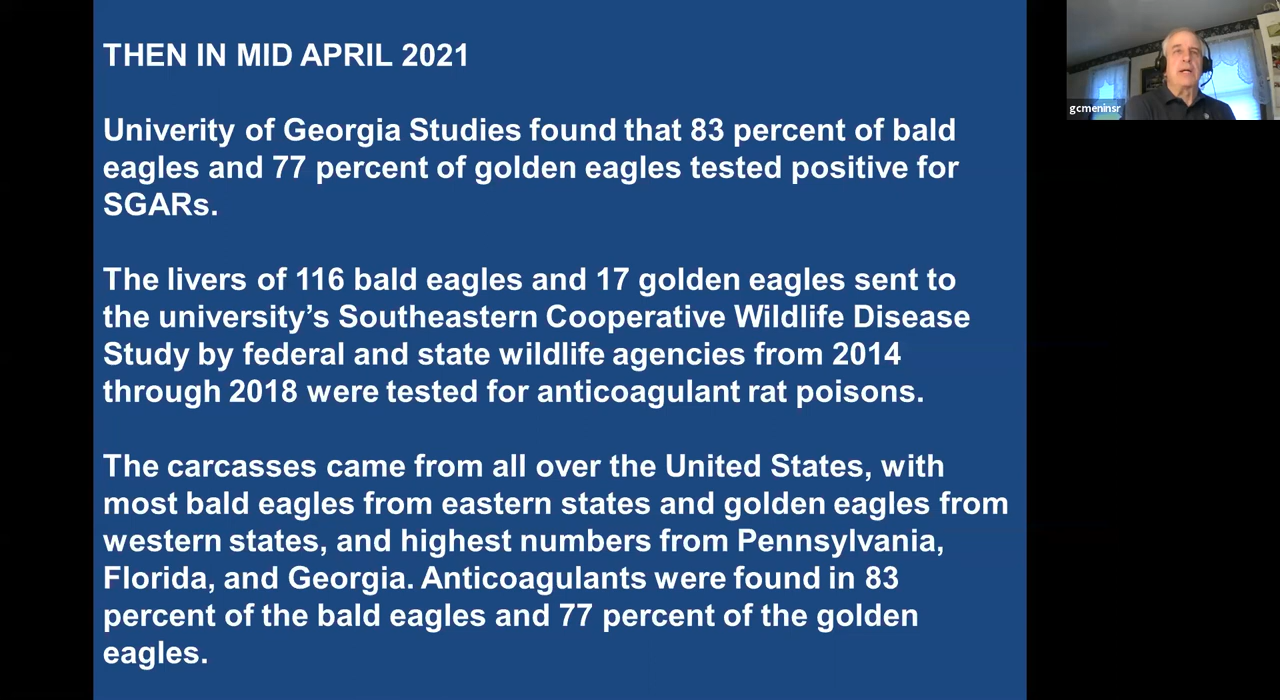 THEN IN MID APRIL 2021
Univerity of Georgia Studies found that 83 percent of bald
eagles and 77 percent of golden eagles tested positive for
SGARs.
The livers of 116 bald eagles and 17 golden eagles sent to
the university’s Southeastern Cooperative Wildlife Disease
Study by federal and state wildlife agencies from 2014
through 2018 were tested for anticoagulant rat poisons.
The carcasses came from all over the United States, with
most bald eagles from eastern states and golden eagles from
western states, and highest numbers from Pennsylvania,
Florida, and Georgia. Anticoagulants were found in 83
percent of the bald eagles and 77 percent of the golden
eagles.
gcmeninsr